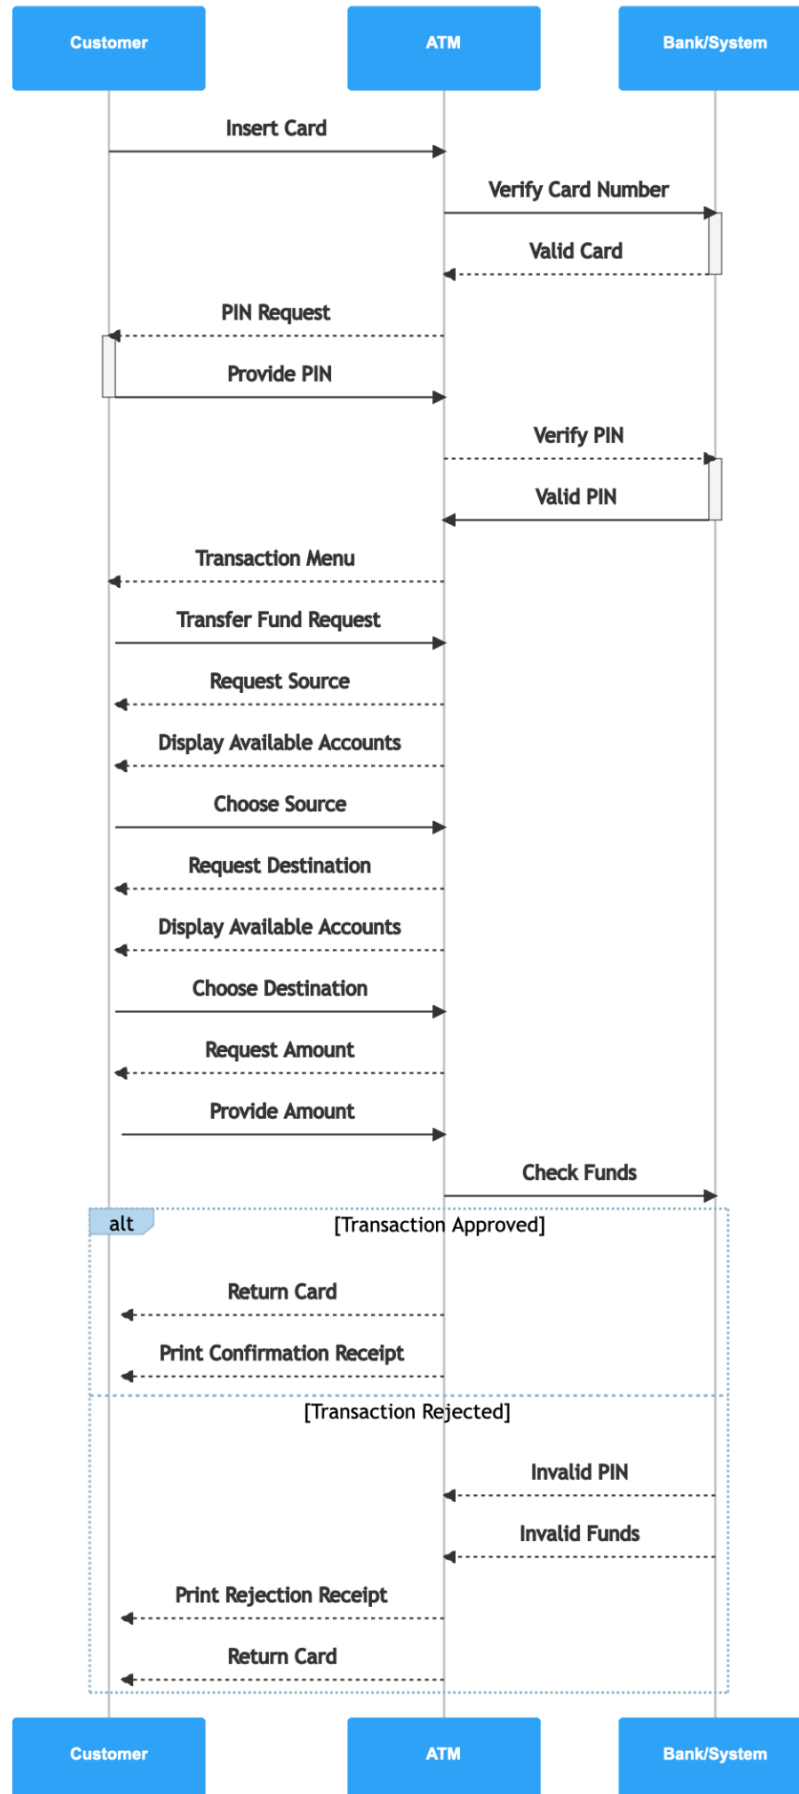 Customer ATM Bank/System
Insert Card
Verify Card Number
Valid Card
PIN Request
Provide PIN
Verify PIN
Valid PIN
Transaction Menu
Transfer Fund Request
Request Source
Display Available Accounts
Choose Source
Request Destination
Display Available Accounts
Choose Destination
Request Amount
Provide Amount
Check Funds
alt [Transaction Approved]
Return Card
Print Confirmation Receipt
[Transaction Rejected]
Invalid PIN
Invalid Funds
Print Rejection Receipt
Return Card
Customer ATM Bank/System